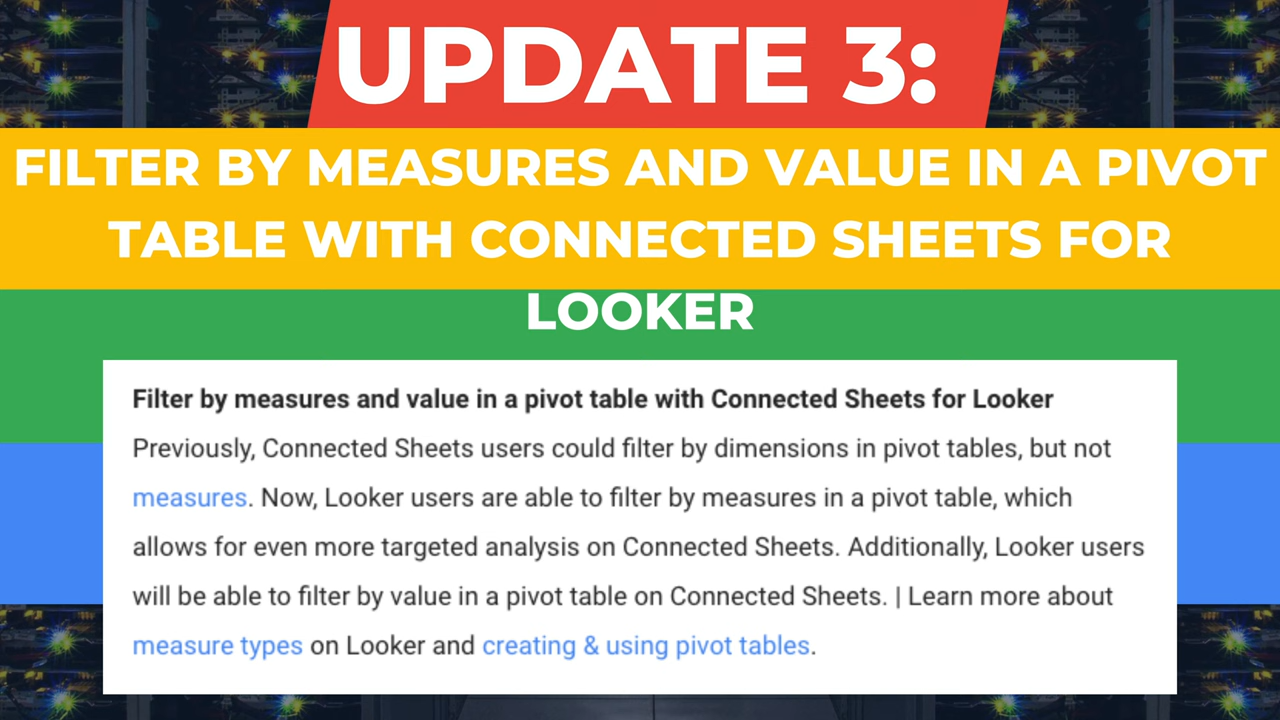 UPDATE 3:
FILTER BY MEASURES AND VALUE IN A PIVOT
TABLE WITH CONNECTED SHEETS FOR
LOOKER
Filter by measures and value in a pivot table with Connected Sheets for Looker
Previously, Connected Sheets users could filter by dimensions in pivot tables, but not
measures. Now, Looker users are able to filter by measures in a pivot table, which
allows for even more targeted analysis on Connected Sheets. Additionally, Looker users
will be able to filter by value in a pivot table on Connected Sheets. | Learn more about
measure types on Looker and creating & using pivot tables.